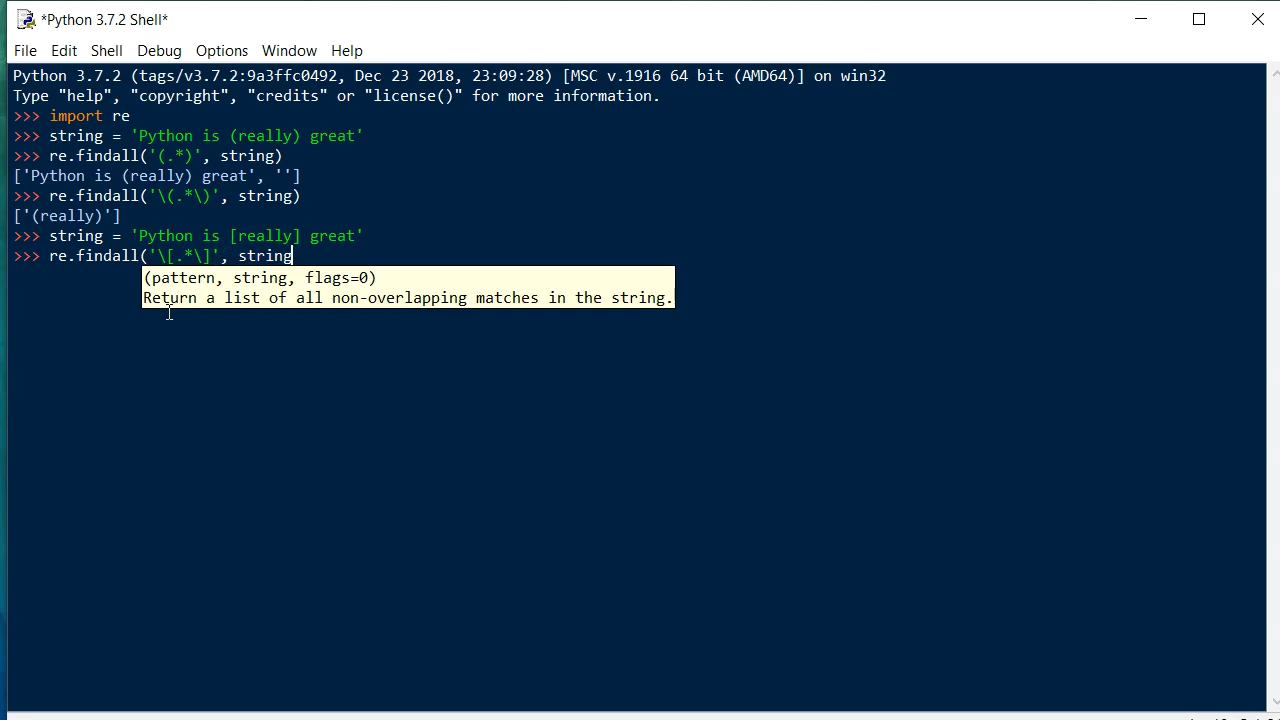 *Python 3.7.2 Shell*
File Edit Shell Debug Options Window Help
Python 3.7.2 (tags/v3.7.2:9a3ffc0492, Dec 23 2018, 23:09:28) [MSC v.1916 64 bit (AMD64)] on win32
Type "help", "copyright", "credits" or "license()" for more information.
>>> import re
>>> string = 'Python is (really) great'
>>> re.findall('(.*)', string)
['Python is (really) great', '']
>>> re.findall('\(.*\)', string)
['(really)']
>>> string = 'Python is [really] great'
>>> re.findall('\[.*\]', string
(pattern, string, flags=0)
Return a list of all non-overlapping matches in the string.